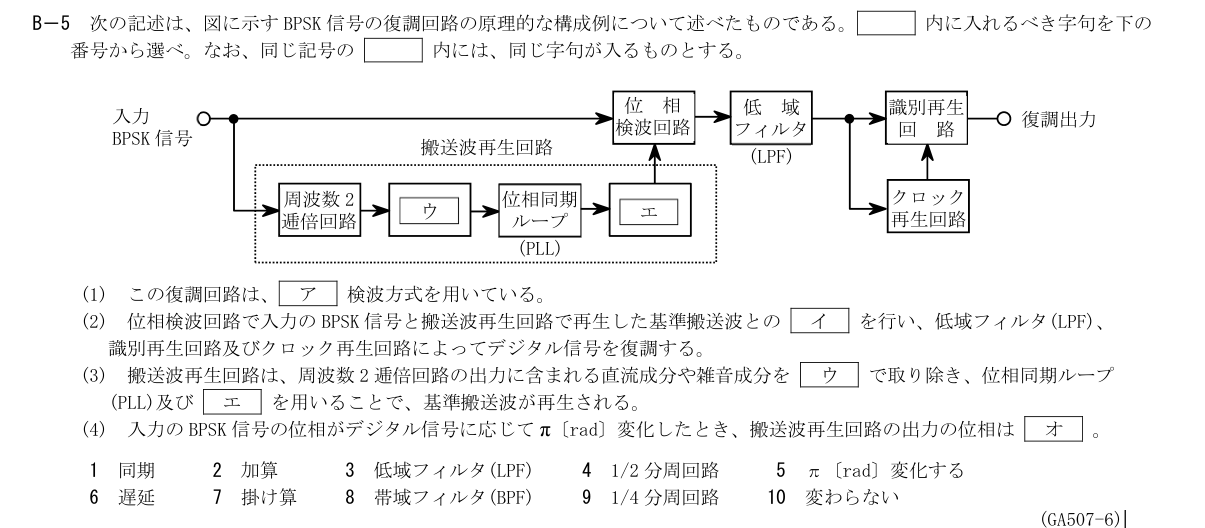 B－5 次の記述は、図に示す BPSK 信号の復調回路の原理的な構成例について述べたものである。 内に入れるべき字句を下の
番号から選べ。なお、同じ記号の 内には、同じ字句が入るものとする。
入力
BPSK 信号
位 相
検波回路
低 域
フィルタ
(LPF)
識別再生
回 路
復調出力
搬送波再生回路
周波数2
逓倍回路
ウ
位相同期
ループ
(PLL)
エ
クロック
再生回路
(1) この復調回路は、 ア 検波方式を用いている。
(2) 位相検波回路で入力の BPSK 信号と搬送波再生回路で再生した基準搬送波との イ を行い、低域フィルタ(LPF)、
識別再生回路及びクロック再生回路によってデジタル信号を復調する。
(3) 搬送波再生回路は、周波数2逓倍回路の出力に含まれる直流成分や雑音成分を ウ で取り除き、位相同期ループ
(PLL)及び エ を用いることで、基準搬送波が再生される。
(4) 入力の BPSK 信号の位相がデジタル信号に応じてπ〔rad〕変化したとき、搬送波再生回路の出力の位相は オ 。
1 同期 2 加算 3 低域フィルタ(LPF) 4 1/2 分周回路 5 π〔rad〕変化する
6 遅延 7 掛け算 8 帯域フィルタ(BPF) 9 1/4 分周回路 10 変わらない
(GA507-6)